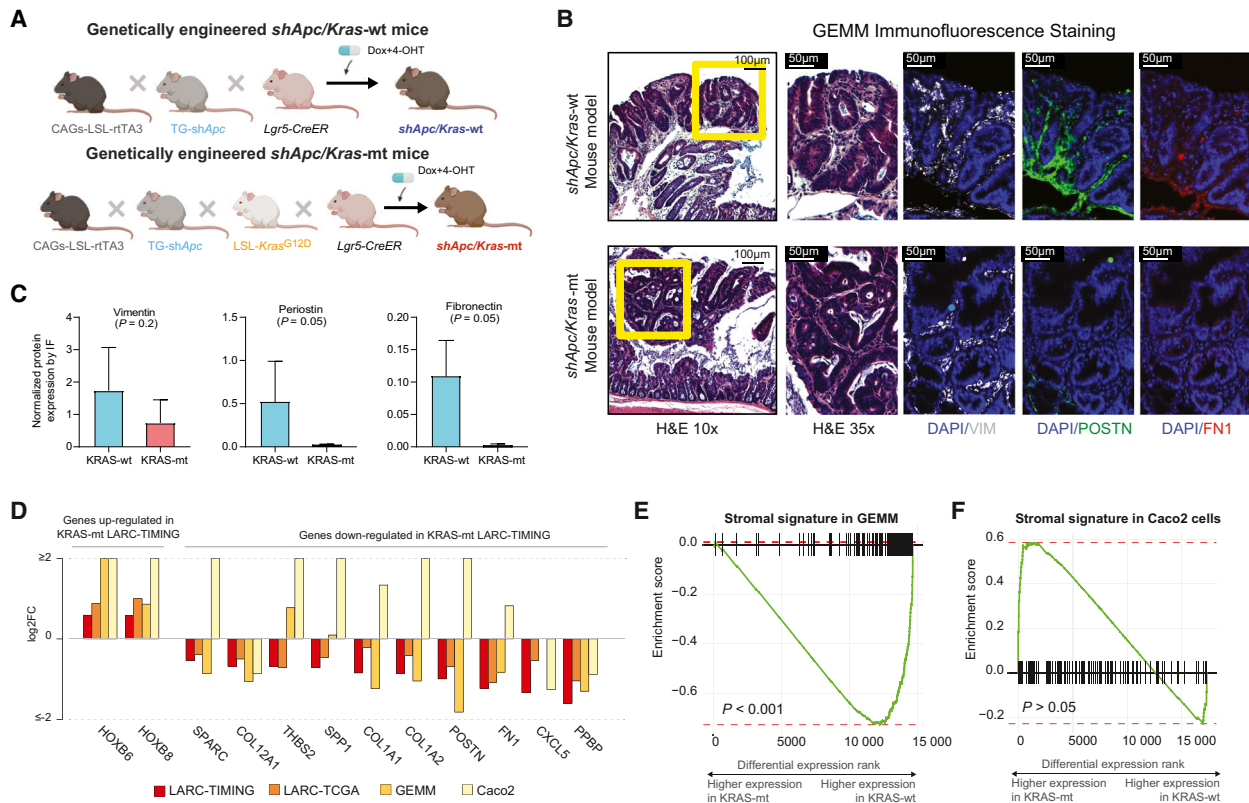 A
Genetically engineered shApc/Kras-wt mice
Dox+4-OHT
CAGs-LSL-rtTA3
TG-shApc
Lgr5-CreER
shApc/Kras-wt
Genetically engineered shApc/Kras-mt mice
Dox+4-OHT
CAGs-LSL-rtTA3
TG-shApc
LSL-KrasG12D
Lgr5-CreER
shApc/Kras-mt
B
GEMM Immunofluorescence Staining
shApc/Kras-wt
Mouse model
100µm
50µm
50µm
50µm
50µm
shApc/Kras-mt
Mouse model
100µm
50µm
50µm
50µm
50µm
H&E 10x
H&E 35x
DAPI/VIM
DAPI/POSTN
DAPI/FN1
C
Normalized protein
expression by IF
Vimentin
(P = 0.2)
4
3
2
1
0
KRAS-wt KRAS-mt
Periostin
(P = 0.05)
1.5
1.0
0.5
0.0
KRAS-wt KRAS-mt
Fibronectin
(P = 0.05)
0.20
0.15
0.10
0.05
0.00
KRAS-wt KRAS-mt
D
Genes up-regulated in
KRAS-mt LARC-TIMING
Genes down-regulated in KRAS-mt LARC-TIMING
log2FC
≥2
0
≤-2
HOXB6
HOXB8
SPARC
COL12A1
THBS2
SPP1
COL1A1
COL1A2
POSTN
FN1
CXCL5
PPBP
LARC-TIMING
LARC-TCGA
GEMM
Caco2
E
Stromal signature in GEMM
Enrichment score
0.0
−0.2
−0.4
−0.6
P < 0.001
0
5000
10 000
15 000
Differential expression rank
Higher expression
in KRAS-mt
Higher expression
in KRAS-wt
F
Stromal signature in Caco2 cells
Enrichment score
0.6
0.4
0.2
0.0
−0.2
P > 0.05
0
5000
10 000
15 000
Differential expression rank
Higher expression
in KRAS-mt
Higher expression
in KRAS-wt